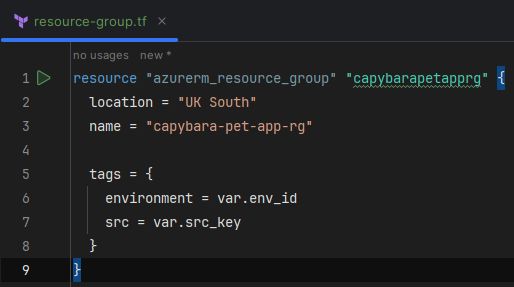 resource-group.tf ×
no usages new *
1 resource "azurerm_resource_group" "capybarapetapprg" {
2 location = "UK South"
3 name = "capybara-pet-app-rg"
4
5 tags = {
6 environment = var.env_id
7 src = var.src_key
8 }
9 }